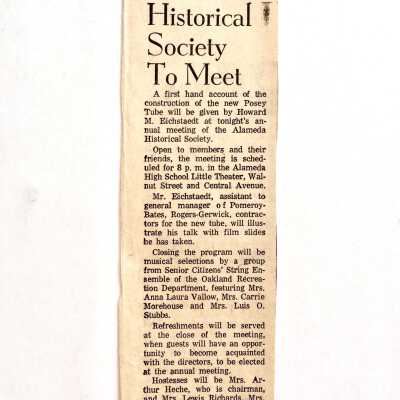 Historical
Society
To Meet
A first hand account of the
construction of the new Posey
Tube will be given by Howard
M. Eichstaedt at tonight's an-
nual meeting of the Alameda
Historical Society.
Open to members and their
friends, the meeting is sched-
uled for 8 p. m. in the Alameda
High School Little Theater, Wal-
nut Street and Central Avenue.
Mr. Eichstaedt, assistant to
general manager of Pomeroy-
Bates, Rogers-Gerwick, contrac-
tors for the new tube, will illus-
trate his talk with film slides
he has taken.
Closing the program will be
musical selections by a group
from Senior Citizens' String En-
semble of the Oakland Recrea-
tion Department, featuring Mrs.
Anna Laura Vallow, Mrs. Carrie
Morehouse and Mrs. Luis O.
Stubbs.
Refreshments will be served
at the close of the meeting,
when guests will have an oppor-
tunity to become acquainted
with the directors, to be elected
at the annual meeting.
Hostesses will be Mrs. Ar-
thur Heche, who is chairman,
and Mrs. Lewis Richards, Mrs.